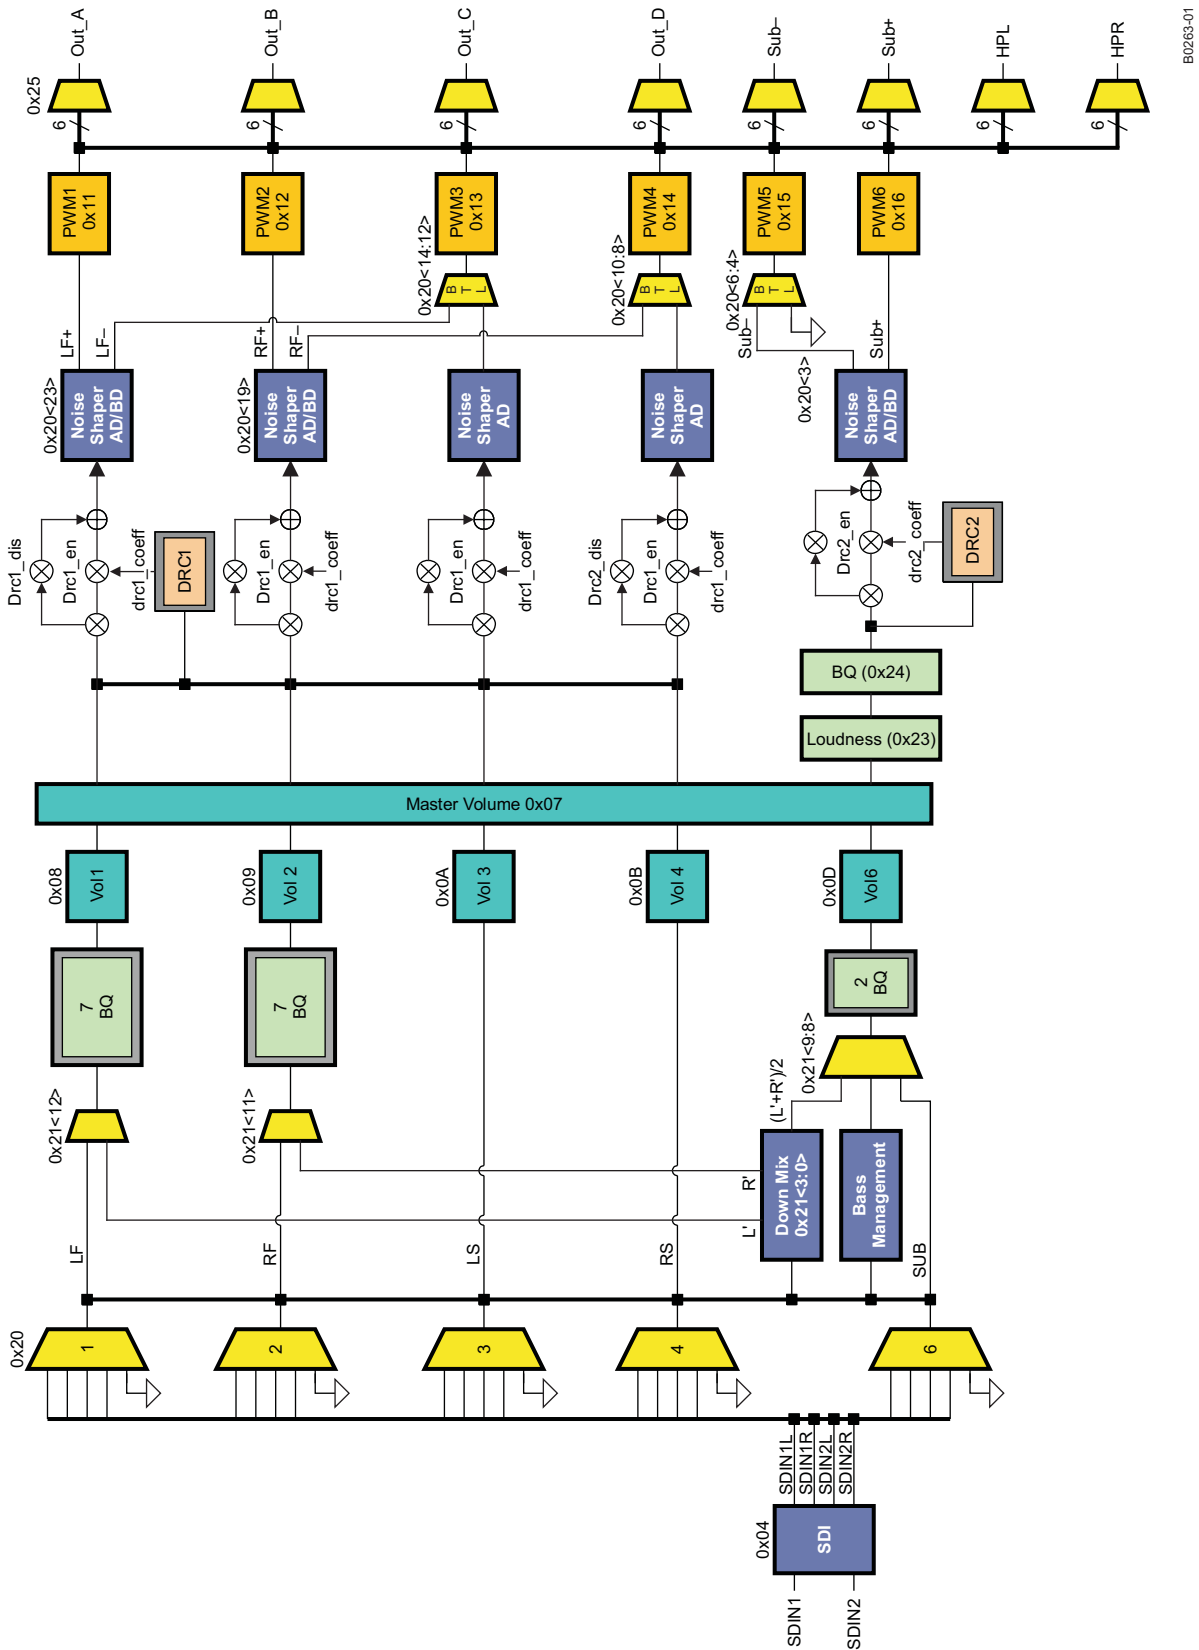 Out_A
Out_B
Out_C
Out_D
Sub–
Sub+
HPL
HPR
B0263-01
0x25
6
6
6
6
6
6
6
6
PWM1
0x11
PWM2
0x12
PWM3
0x13
PWM4
0x14
PWM5
0x15
PWM6
0x16
0x20<14:12>
B
T
L
0x20<10:8>
B
T
L
0x20<6:4>
B
T
L
LF+
LF–
RF+
RF–
Sub–
Sub+
0x20<23>
Noise
Shaper
AD/BD
0x20<19>
Noise
Shaper
AD/BD
Noise
Shaper
AD
Noise
Shaper
AD
0x20<3>
Noise
Shaper
AD/BD
Drc1_dis
Drc1_en
drc1_coeff
DRC1
Drc1_en
drc1_coeff
Drc1_en
drc1_coeff
Drc2_dis
Drc1_en
drc1_coeff
Drc2_en
drc2_coeff
DRC2
BQ (0x24)
Loudness (0x23)
Master Volume 0x07
0x08
Vol1
0x09
Vol 2
0x0A
Vol 3
0x0B
Vol 4
0x0D
Vol6
7
BQ
7
BQ
2
BQ
0x21<12>
0x21<11>
0x21<9:8>
(L'+R')/2
R'
L'
Down Mix
0x21<3:0>
Bass
Management
LF
RF
LS
RS
SUB
0x20
1
2
3
4
6
SDIN1L
SDIN1R
SDIN2L
SDIN2R
0x04
SDI
SDIN1
SDIN2